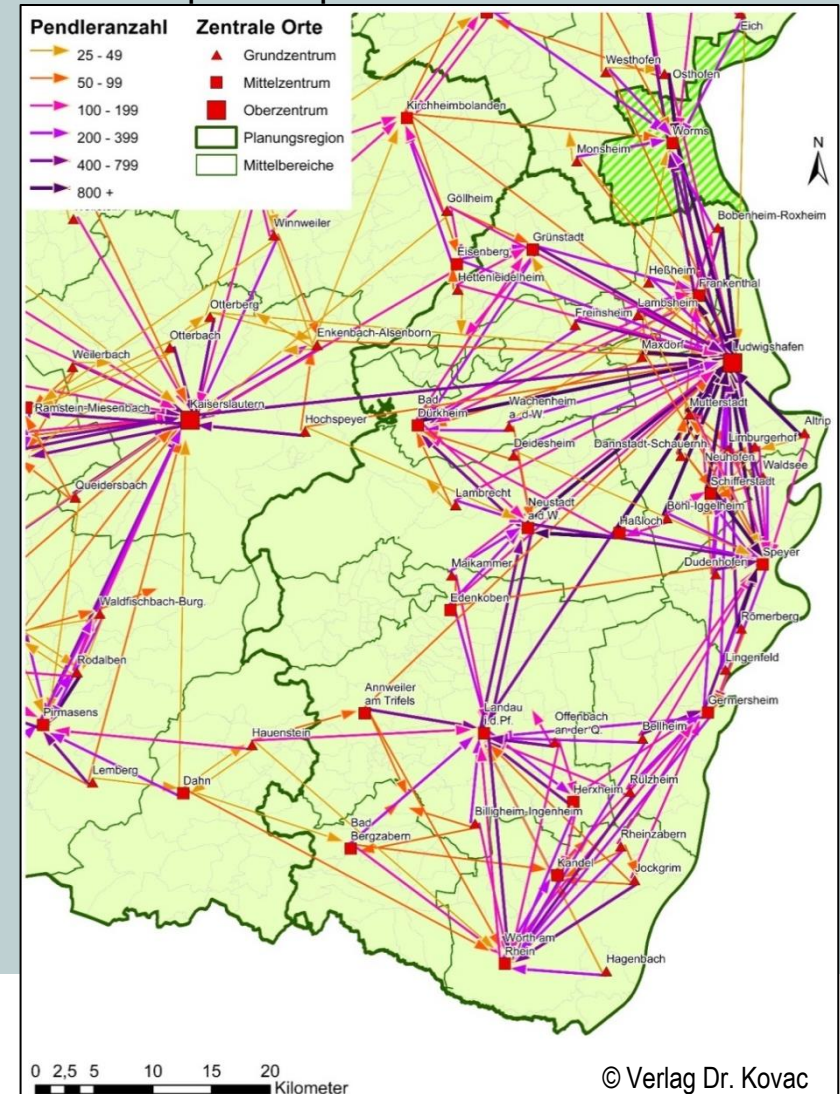 Pendleranzahl
25 - 49
50 - 99
100 - 199
200 - 399
400 - 799
800 +
Zentrale Orte
Grundzentrum
Mittelzentrum
Oberzentrum
Planungsregion
Mittelbereiche
N
Eich
Westhofen
Osthofen
Kirchheimbolanden
Worms
Monsheim
Göllheim
Winnweiler
Bobenheim-Roxheim
Grünstadt
Eisenberg
Hettenleidelheim
Heßheim
Frankenthal
Otterberg
Lambsheim
Freinsheim
Enkenbach-Alsenborn
Otterbach
Maxdorf
Ludwigshafen
Weilerbach
Kaiserslautern
Ramstein-Miesenbach
Bad
Dürkheim
Wachenheim
a.d.W
Mutterstadt
Hochspeyer
Altrip
Deidesheim
Dannstadt-Schauernh.
Limburgerhof
Neuhofen
Waldsee
Schifferstadt
Queidersbach
Lambrecht
Neustadt
a.d.W
Böhl-Iggelheim
Haßloch
Speyer
Maikammer
Dudenhofen
Edenkoben
Waldfischbach-Burg.
Römerberg
Rodalben
Lingenfeld
Annweiler
am Trifels
Landau
i.d.Pf.
Germersheim
Pirmasens
Offenbach
an der Q.
Bellheim
Hauenstein
Lemberg
Dahn
Herxheim
Rülzheim
Billigheim-Ingenheim
Bad
Bergzabern
Rheinzabern
Kandel
Jockgrim
Wörth am
Rhein
Hagenbach
0 2,5 5 10 15 20
Kilometer
© Verlag Dr. Kovac